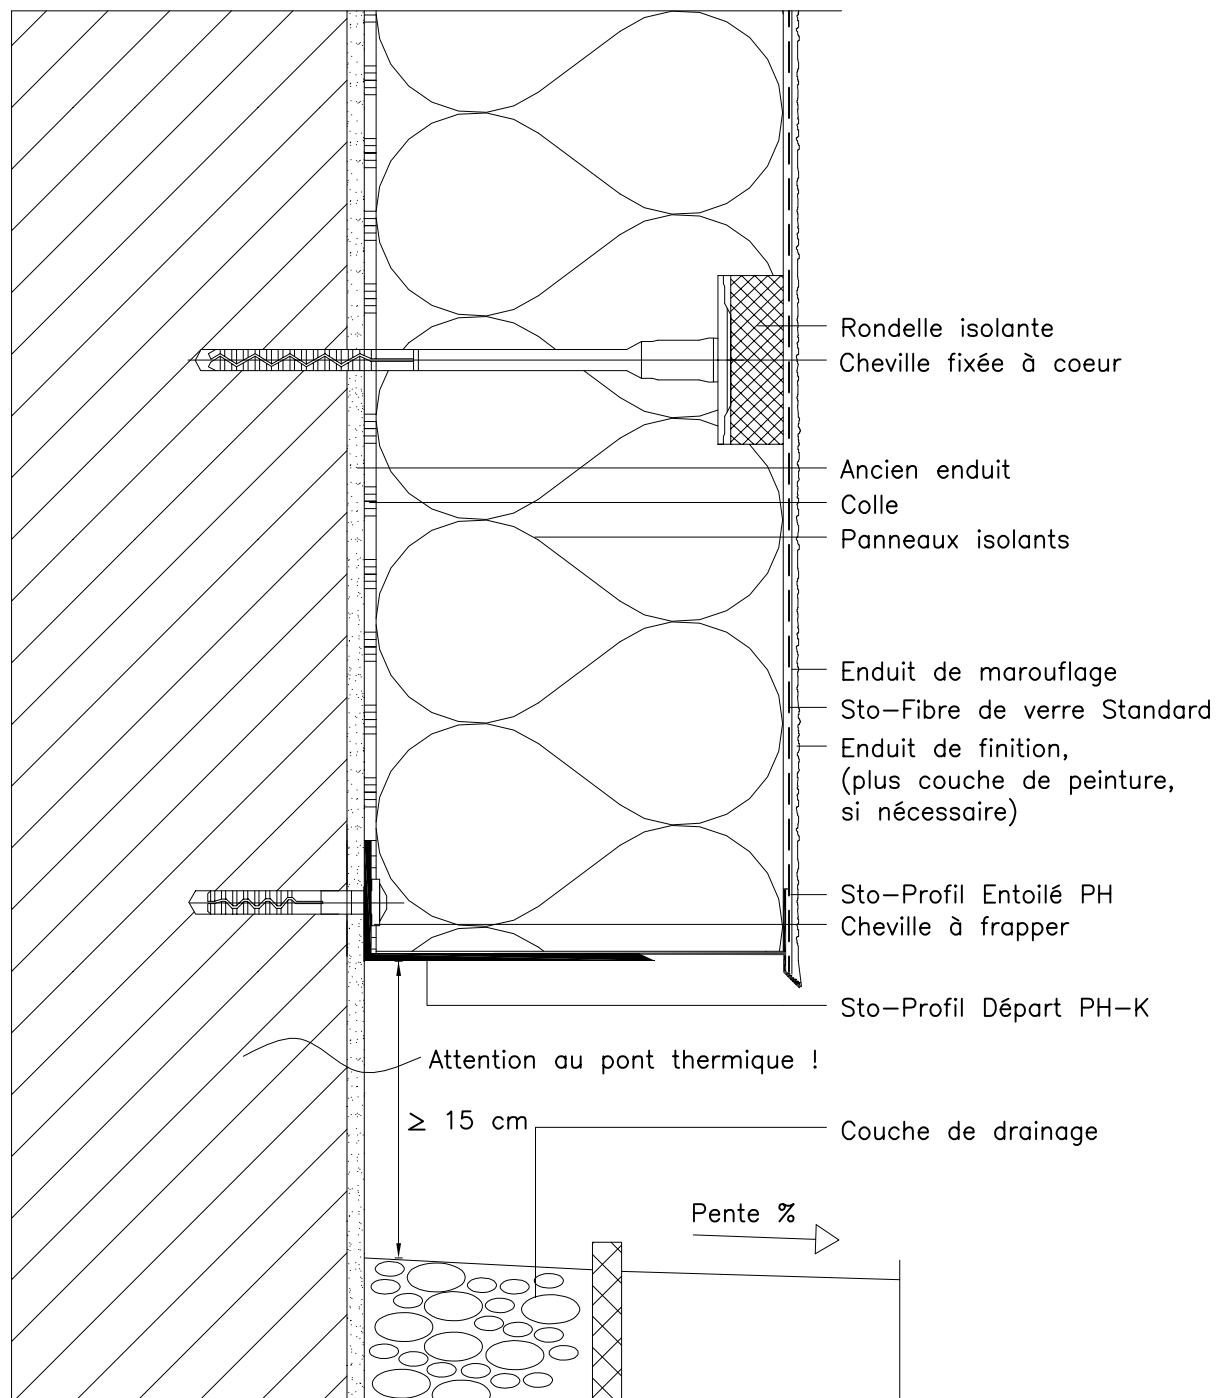 Rondelle isolante
Cheville fixée à coeur
Ancien enduit
Colle
Panneaux isolants
Enduit de marouflage
Sto-Fibre de verre Standard
Enduit de finition,
(plus couche de peinture,
si nécessaire)
Sto-Profil Entoilé PH
Cheville à frapper
Sto-Profil Départ PH-K
Attention au pont thermique !
≥ 15 cm
Couche de drainage
Pente %